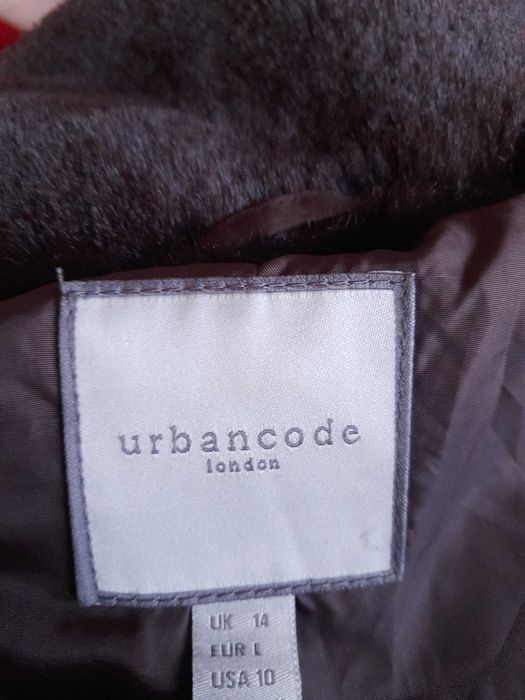 urbancode
london
UK 14
EUR L
USA 10